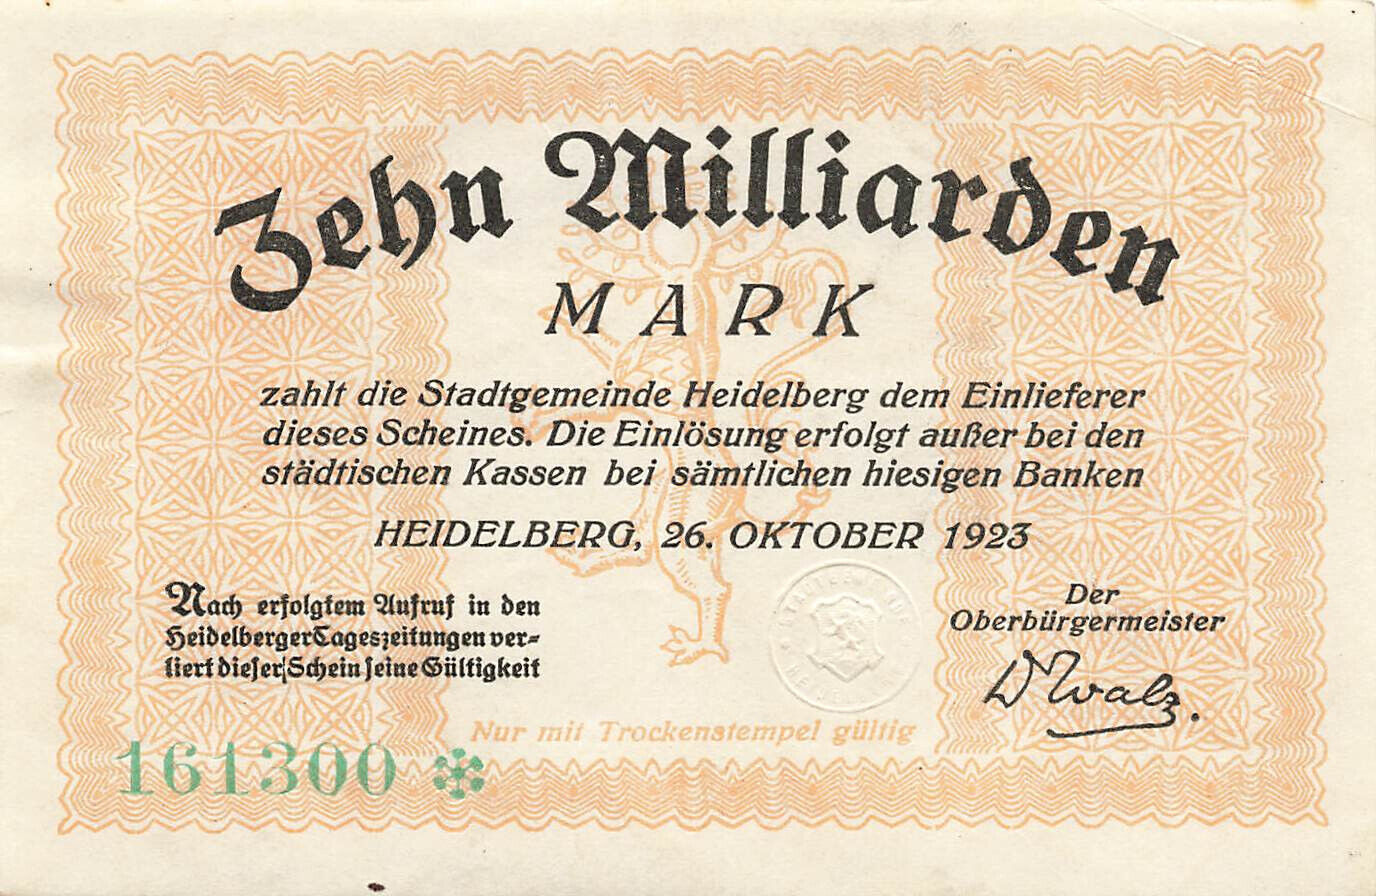 Zehn Milliarden
MARK
zahlt die Stadtgemeinde Heidelberg dem Einlieferer
dieses Scheines. Die Einlösung erfolgt außer bei den
städtischen Kassen bei sämtlichen hiesigen Banken
HEIDELBERG, 26. OKTOBER 1923
Nach erfolgtem Aufruf in den
Heidelberger Tageszeitungen ver-
liert dieser Schein seine Gültigkeit
Der
Oberbürgermeister
Dr Walz.
Nur mit Trockenstempel gültig
161300